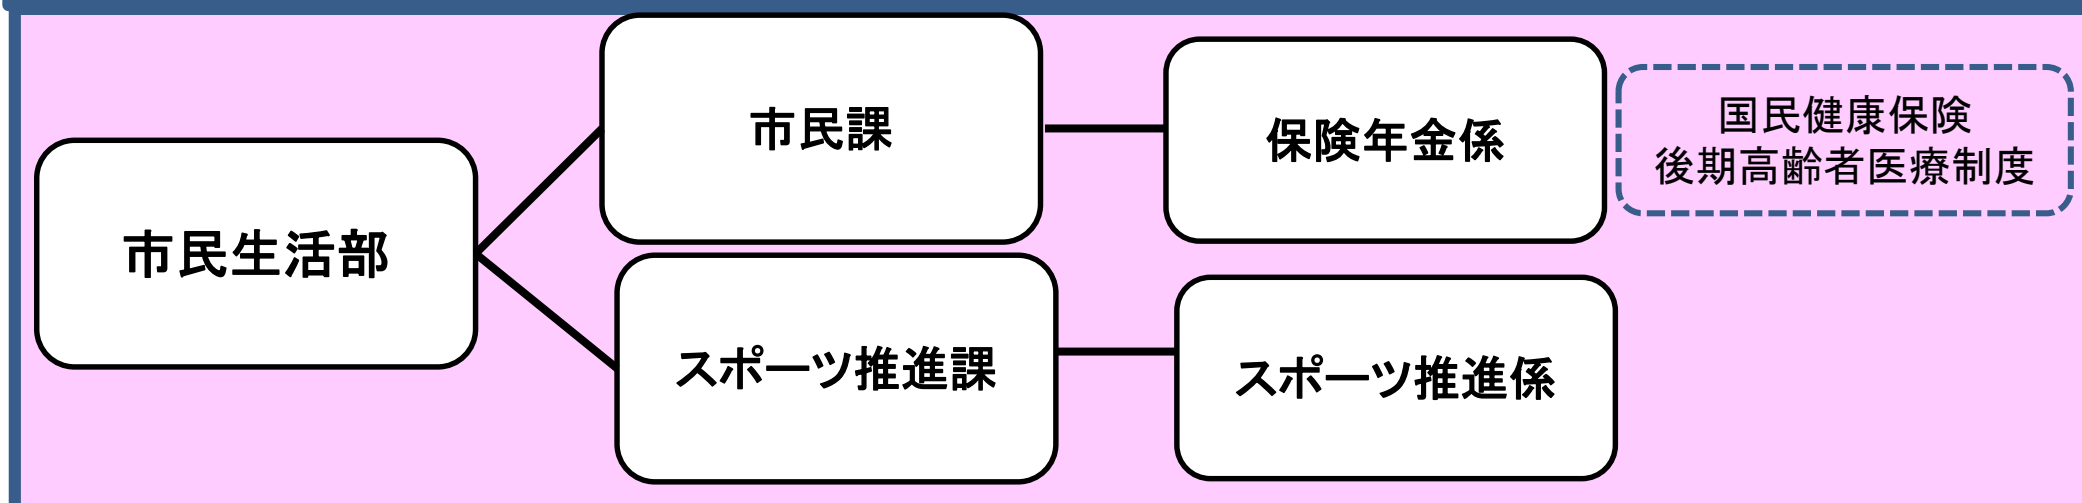 市民生活部
市民課
保険年金係
国民健康保険
後期高齢者医療制度
スポーツ推進課
スポーツ推進係